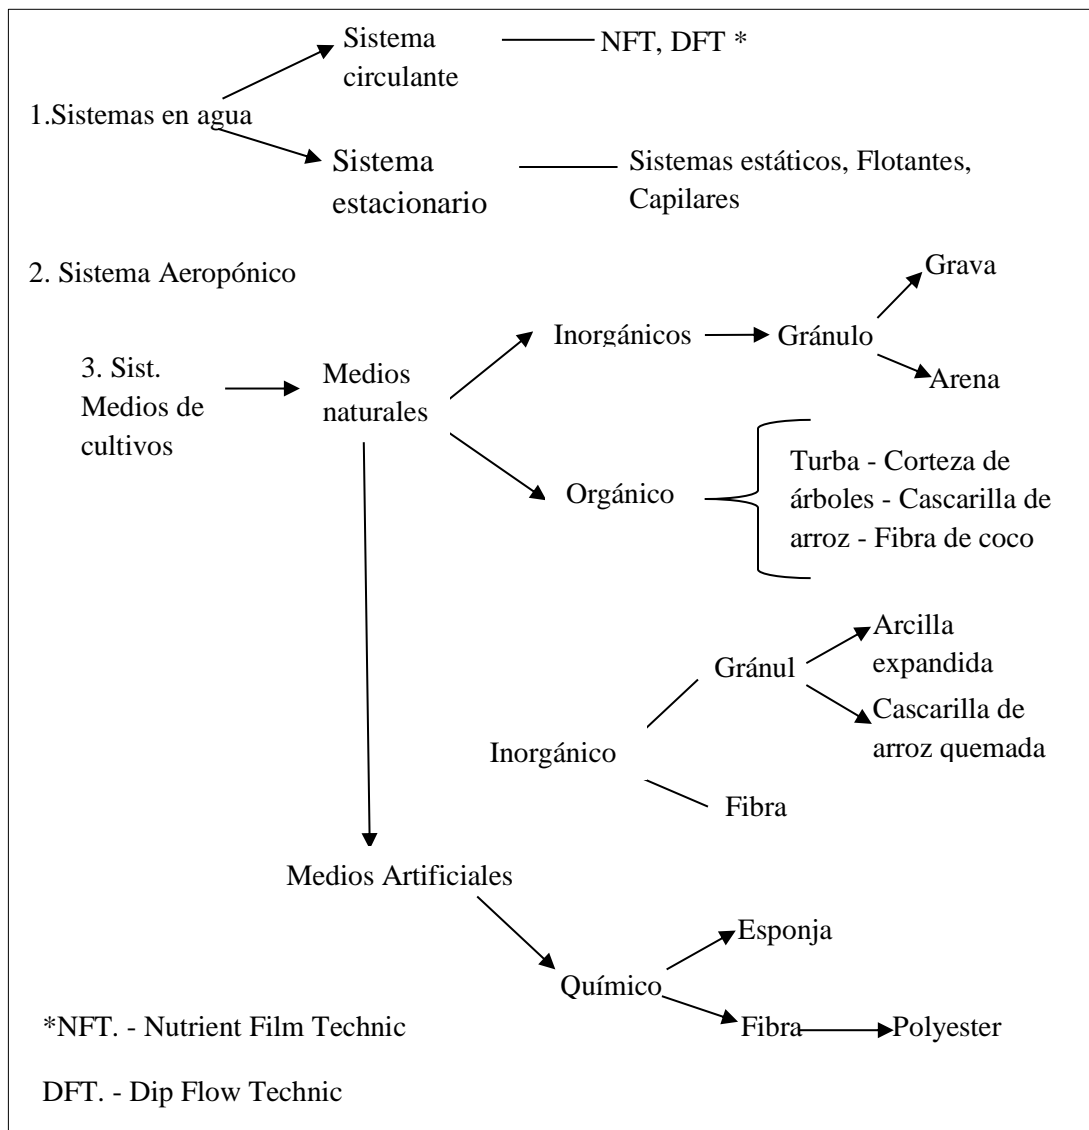 Sistema
circulante
NFT, DFT *
1.Sistemas en agua
Sistema
estacionario
Sistemas estáticos, Flotantes,
Capilares
2. Sistema Aeropónico
Grava
Inorgánicos
Gránulo
Arena
3. Sist.
Medios de
cultivos
Medios
naturales
Orgánico
Turba - Corteza de
árboles - Cascarilla de
arroz - Fibra de coco
Arcilla
expandida
Gránul
Cascarilla de
arroz quemada
Inorgánico
Fibra
Medios Artificiales
Esponja
Químico
Fibra
Polyester
*NFT. - Nutrient Film Technic
DFT. - Dip Flow Technic